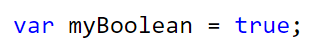 var myBoolean = true;